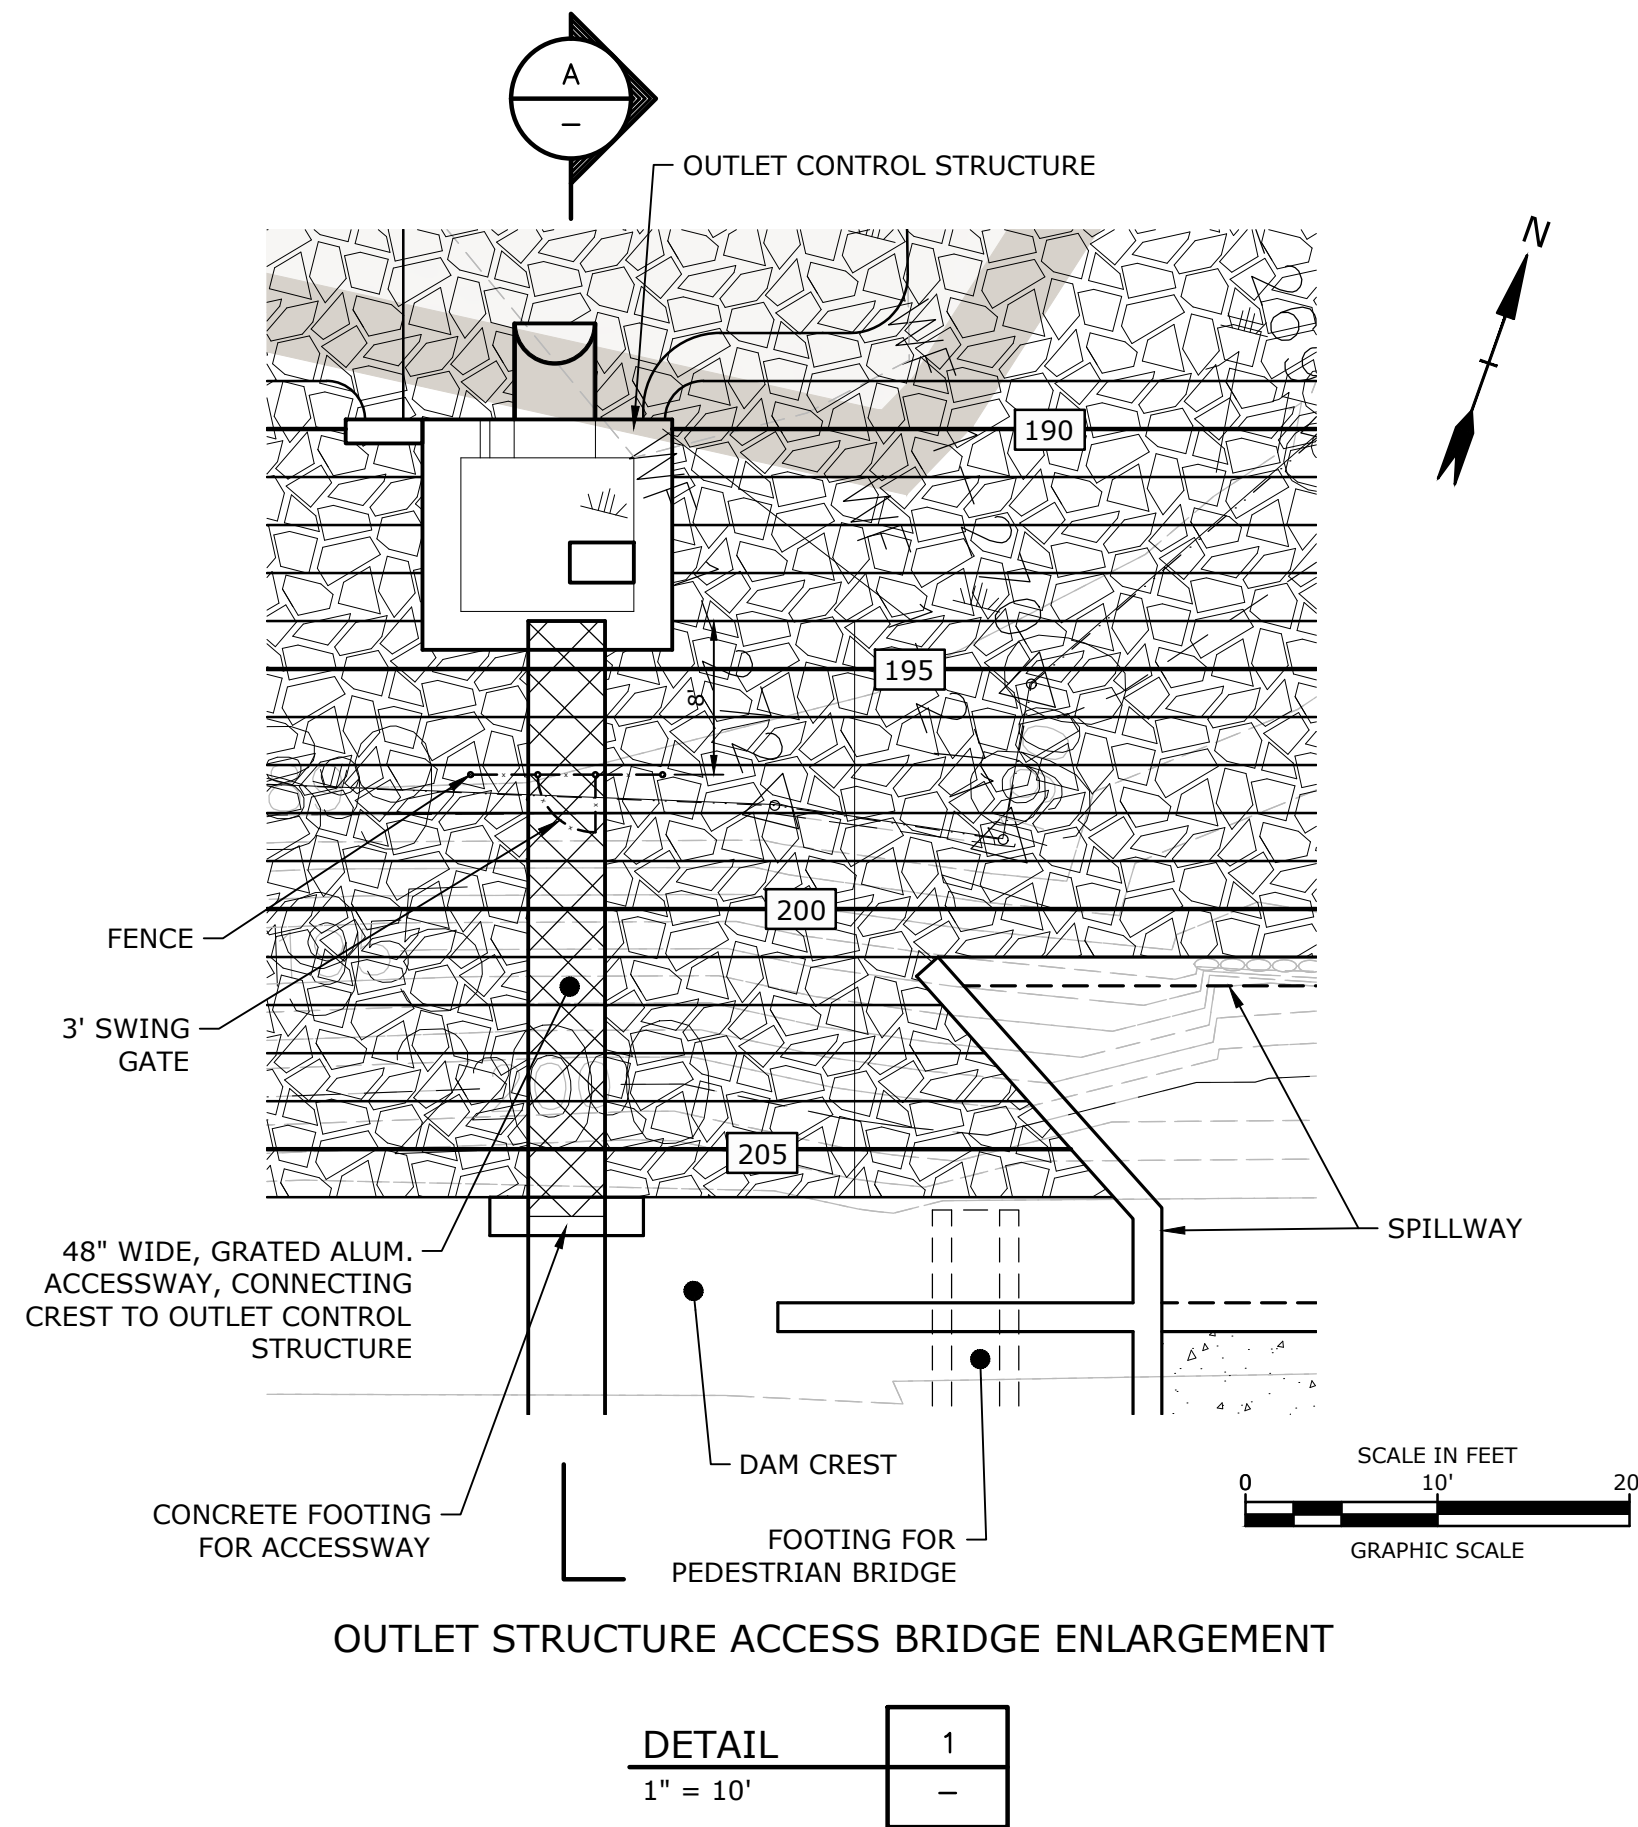 A
–
OUTLET CONTROL STRUCTURE
N
190
195
8'
200
FENCE
3' SWING
GATE
205
SPILLWAY
48" WIDE, GRATED ALUM.
ACCESSWAY, CONNECTING
CREST TO OUTLET CONTROL
STRUCTURE
DAM CREST
CONCRETE FOOTING
FOR ACCESSWAY
FOOTING FOR
PEDESTRIAN BRIDGE
SCALE IN FEET
0 10' 20
GRAPHIC SCALE
OUTLET STRUCTURE ACCESS BRIDGE ENLARGEMENT
DETAIL 1
1" = 10' –